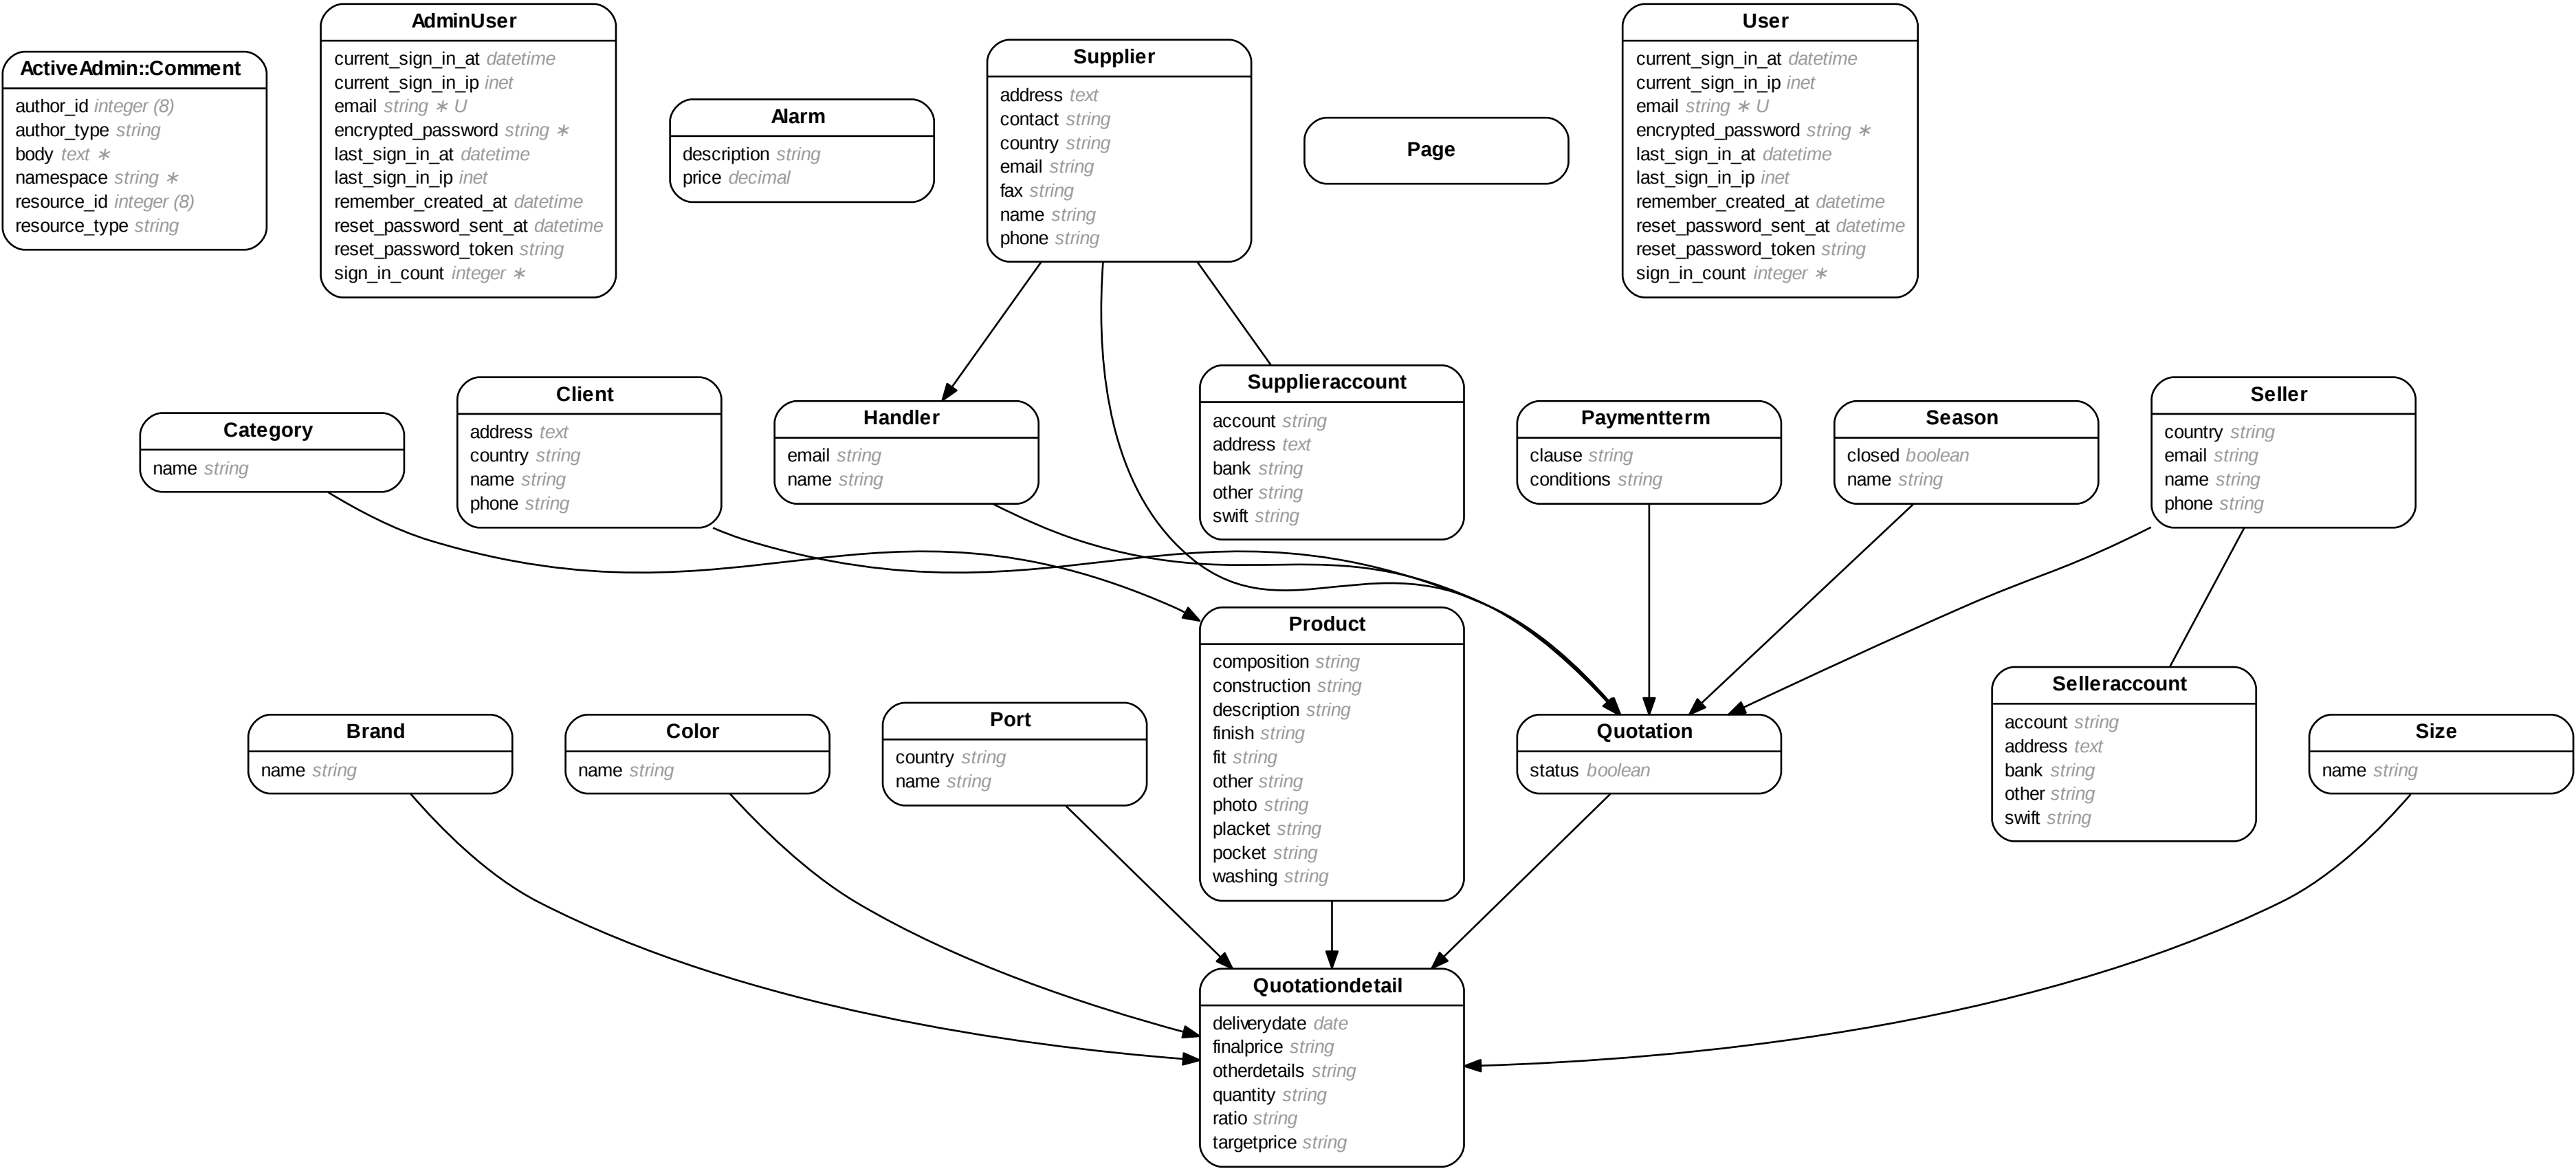 ActiveAdmin::Comment
author_id integer (8)
author_type string
body text ∗
namespace string ∗
resource_id integer (8)
resource_type string
AdminUser
current_sign_in_at datetime
current_sign_in_ip inet
email string ∗ U
encrypted_password string ∗
last_sign_in_at datetime
last_sign_in_ip inet
remember_created_at datetime
reset_password_sent_at datetime
reset_password_token string
sign_in_count integer ∗
Alarm
description string
price decimal
Supplier
address text
contact string
country string
email string
fax string
name string
phone string
Page
User
current_sign_in_at datetime
current_sign_in_ip inet
email string ∗ U
encrypted_password string ∗
last_sign_in_at datetime
last_sign_in_ip inet
remember_created_at datetime
reset_password_sent_at datetime
reset_password_token string
sign_in_count integer ∗
Category
name string
Client
address text
country string
name string
phone string
Handler
email string
name string
Supplieraccount
account string
address text
bank string
other string
swift string
Paymentterm
clause string
conditions string
Season
closed boolean
name string
Seller
country string
email string
name string
phone string
Brand
name string
Color
name string
Port
country string
name string
Product
composition string
construction string
description string
finish string
fit string
other string
photo string
placket string
pocket string
washing string
Quotation
status boolean
Selleraccount
account string
address text
bank string
other string
swift string
Size
name string
Quotationdetail
deliverydate date
finalprice string
otherdetails string
quantity string
ratio string
targetprice string